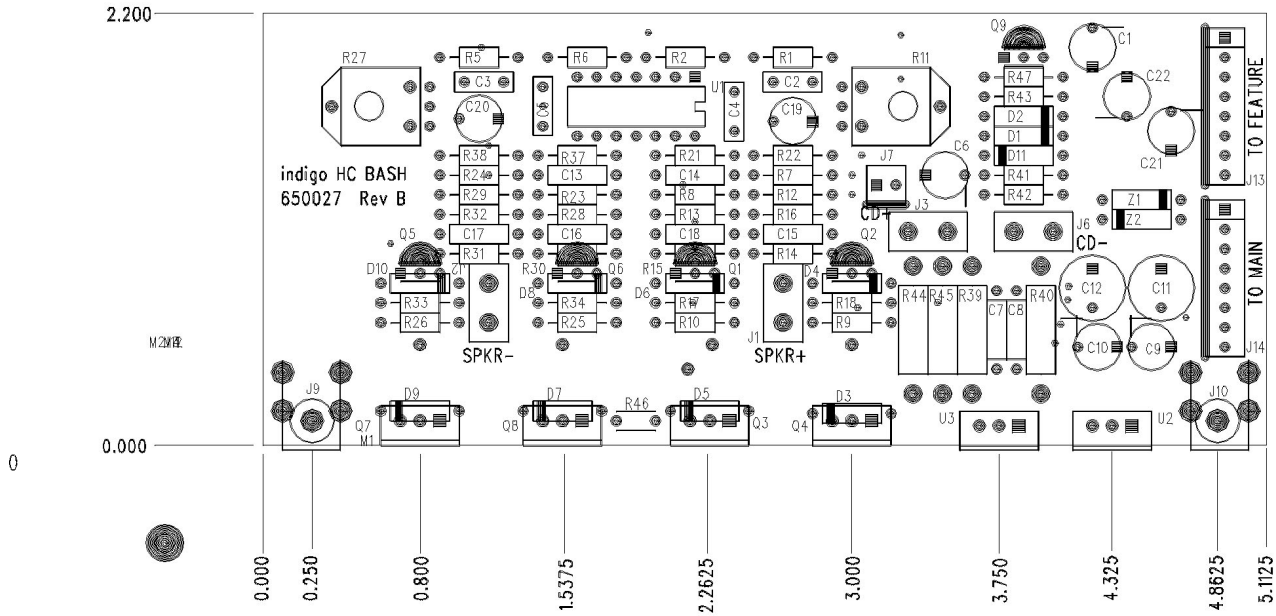 2.200
Q9
C1
R27
R5
R6
R2
R1
R11
C3
C2
R47
C22
U1
R43
C20
C4
C19
D2
D1
C21
TO FEATURE
R38
R37
R21
R22
J7
C6
D11
indigo HC BASH
R24
C13
C14
R7
R41
J13
650027 Rev B
R29
R23
R8
R12
CD+
R42
Z1
R32
R28
R13
R16
J3
Z2
C17
C16
C18
C15
J6
CD-
Q5
R31
R14
Q2
D10
R30
Q6
R15
Q1
D4
TO MAIN
D8
D6
R33
R34
R17
R18
R44
R45
R39
C7
C8
R40
C12
C11
R26
R25
R10
R9
J1
C10
C9
J14
SPKR-
SPKR+
J9
D9
D7
R46
D5
D3
J10
Q7
M1
Q8
Q3
Q4
U3
U2
0.000
0
0.000
0.250
0.800
1.5375
2.2625
3.000
3.750
4.325
4.8625
5.1125